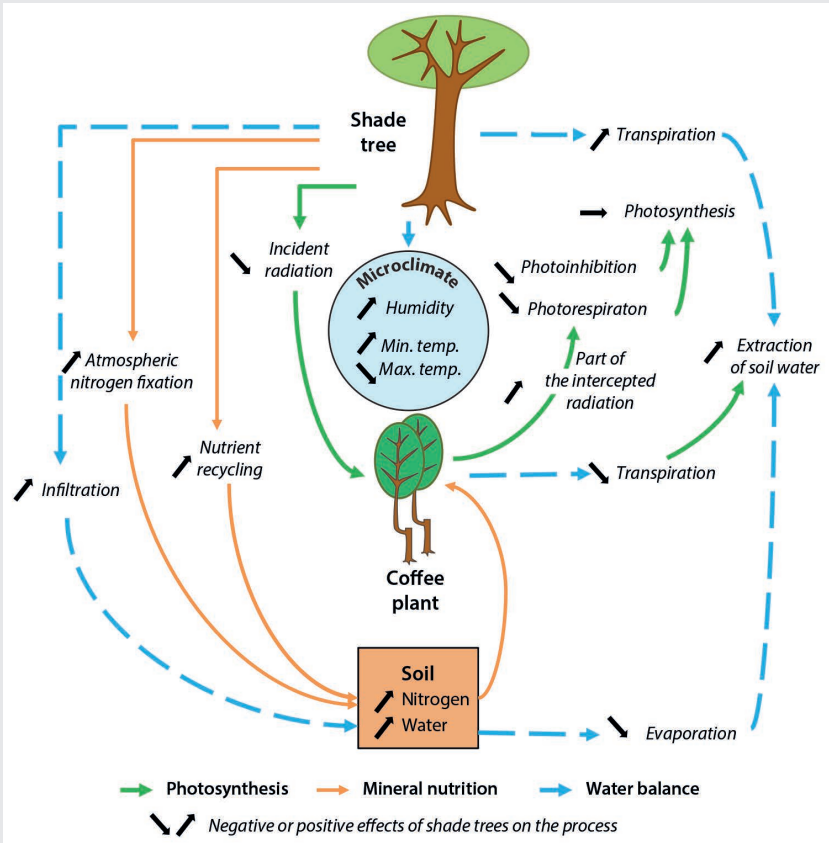 Shade
tree
Transpiration
Photosynthesis
Incident
radiation
Microclimate
Humidity
Min. temp.
Max. temp.
Photoinhibition
Photorespiraton
Part of
the intercepted
radiation
Extraction
of soil water
Atmospheric
nitrogen fixation
Nutrient
recycling
Infiltration
Transpiration
Coffee
plant
Soil
Nitrogen
Water
Evaporation
Photosynthesis
Mineral nutrition
Water balance
Negative or positive effects of shade trees on the process